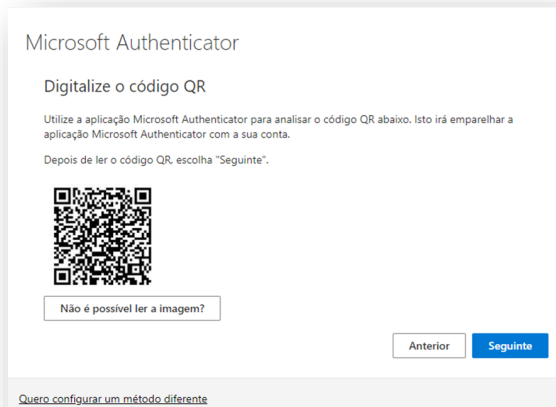 Microsoft Authenticator
Digitalize o código QR
Utilize a aplicação Microsoft Authenticator para analisar o código QR abaixo. Isto irá emparelhar a
aplicação Microsoft Authenticator com a sua conta.
Depois de ler o código QR, escolha "Seguinte".
Não é possível ler a imagem?
Anterior
Seguinte
Quero configurar um método diferente